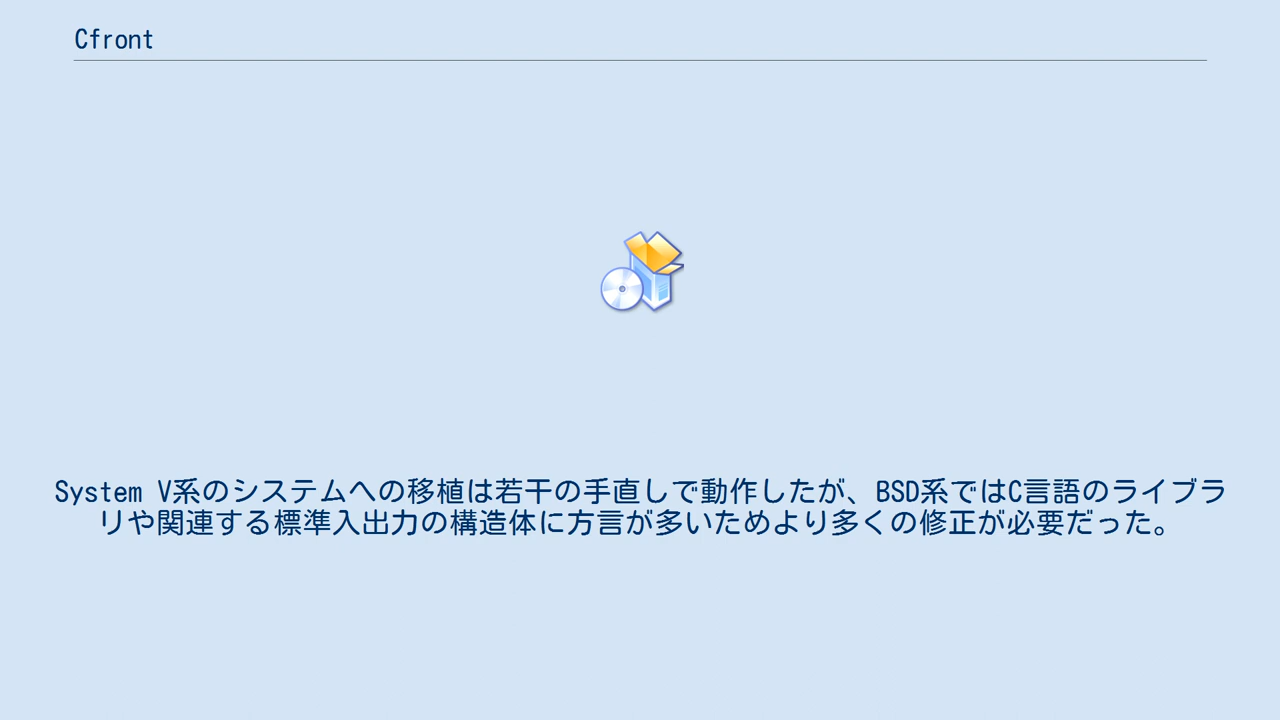 Cfront
System V系のシステムへの移植は若干の手直しで動作したが、BSD系ではC言語のライブラ
リや関連する標準入出力の構造体に方言が多いためより多くの修正が必要だった。